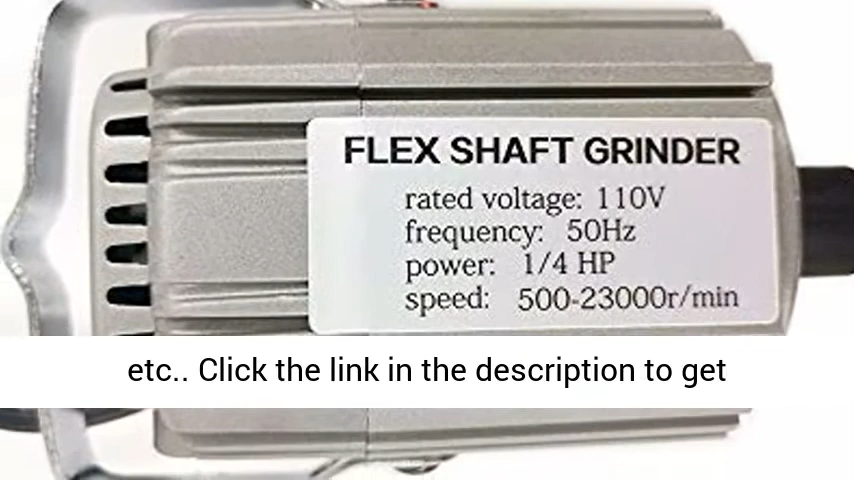 FLEX SHAFT GRINDER
rated voltage: 110V
frequency: 50Hz
power: 1/4 HP
speed: 500-23000r/min
etc.. Click the link in the description to get